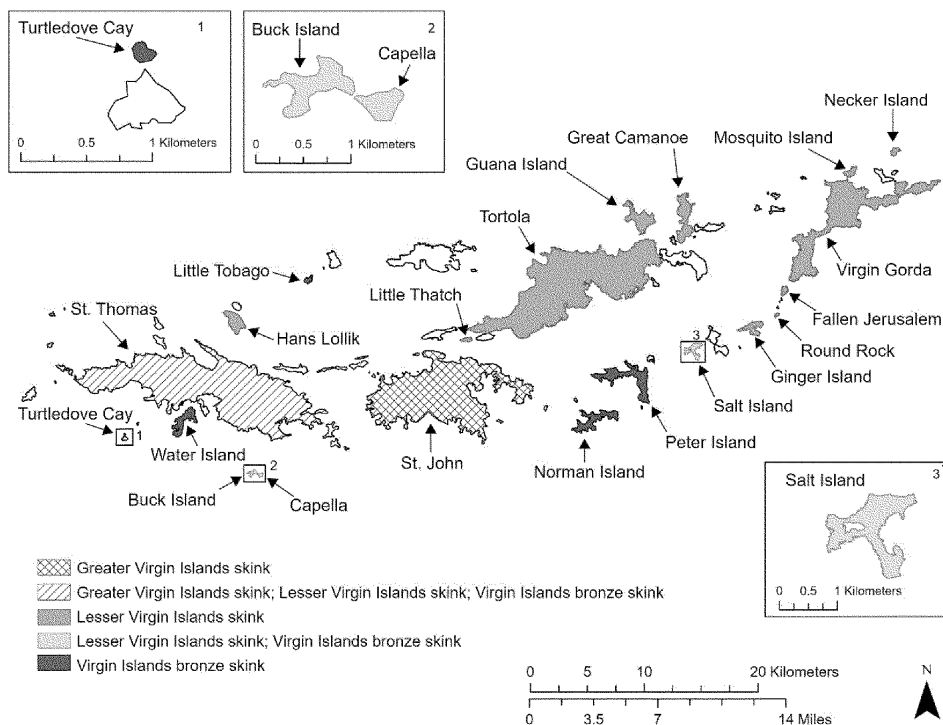 Turtledove Cay
1
0 0.5 1 Kilometers
Buck Island
2
Capella
0 0.5 1 Kilometers
Necker Island
Mosquito Island
Great Camanoe
Guana Island
Tortola
Little Tobago
Virgin Gorda
Little Thatch
St. Thomas
Fallen Jerusalem
Hans Lollik
Round Rock
3
Ginger Island
Salt Island
Turtledove Cay
1
Peter Island
Water Island
St. John
Norman Island
2
Buck Island
Capella
3
Salt Island
0 0.5 1 Kilometers
Greater Virgin Islands skink
Greater Virgin Islands skink; Lesser Virgin Islands skink; Virgin Islands bronze skink
Lesser Virgin Islands skink
Lesser Virgin Islands skink; Virgin Islands bronze skink
Virgin Islands bronze skink
0 5 10 20 Kilometers
0 3.5 7 14 Miles
N